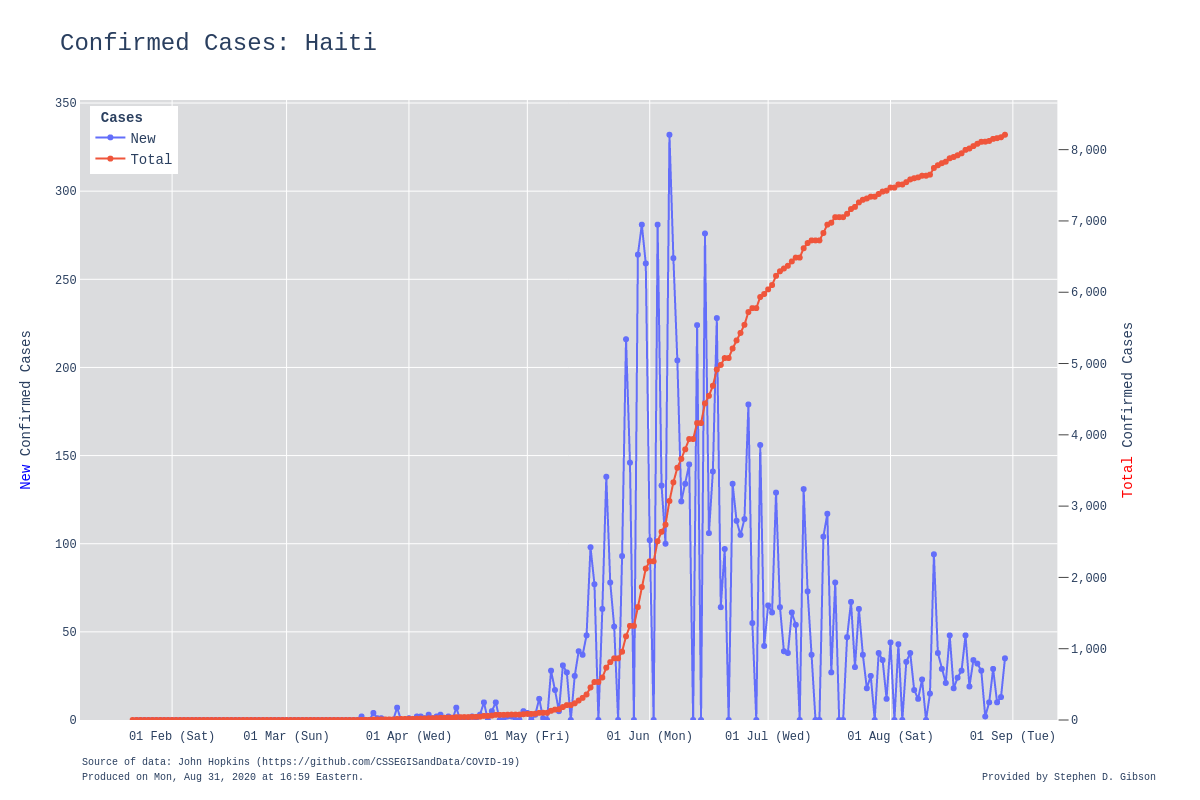 Confirmed Cases: Haiti
Cases
New
Total
350
300
250
200
150
100
50
0
8,000
7,000
6,000
5,000
4,000
3,000
2,000
1,000
0
New Confirmed Cases
Total Confirmed Cases
01 Feb (Sat)
01 Mar (Sun)
01 Apr (Wed)
01 May (Fri)
01 Jun (Mon)
01 Jul (Wed)
01 Aug (Sat)
01 Sep (Tue)
Source of data: John Hopkins (https://github.com/CSSEGISandData/COVID-19)
Produced on Mon, Aug 31, 2020 at 16:59 Eastern.
Provided by Stephen D. Gibson